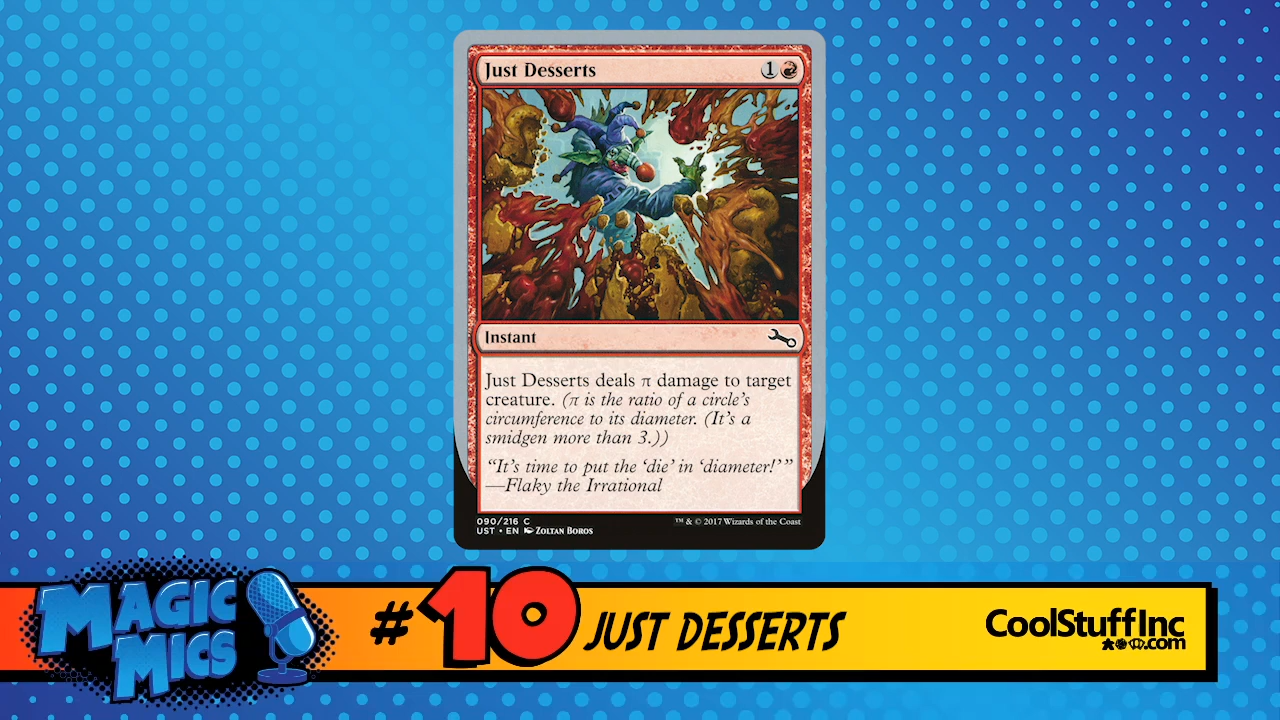 Just Desserts 1
Instant
Just Desserts deals π damage to target
creature. (π is the ratio of a circle’s
circumference to its diameter. (It’s a
smidgen more than 3.))
“It’s time to put the ‘die’ in ‘diameter!’”
—Flaky the Irrational
090/216 C
™ & © 2017 Wizards of the Coast
UST • EN Zoltan Boros
MAGIC
MICS
#10 JUST DESSERTS
CoolStuffInc
.com